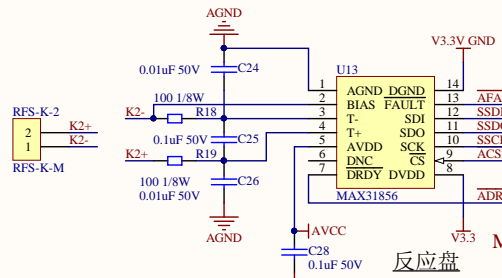 AGND
V3.3V GND
0.01uF 50V
C24
U13
RFS-K-2
2
1
RFS-K-M
K2+
K2-
K2-
100 1/8W
R18
0.1uF 50V
C25
K2+
R19
100 1/8W
0.01uF 50V
C26
AGND
1
2
3
4
5
6
7
AGND
BIAS
T-
T+
AVDD
DNC
DRDY
DGND
FAULT
SDI
SDO
SCK
CS
DVDD
14
13
12
11
10
9
8
MAX31856
AFA
SSDI
SSDO
SSCK
ACS
ADR
V3.3
AVCC
C28
0.1uF 50V
反应盘
M